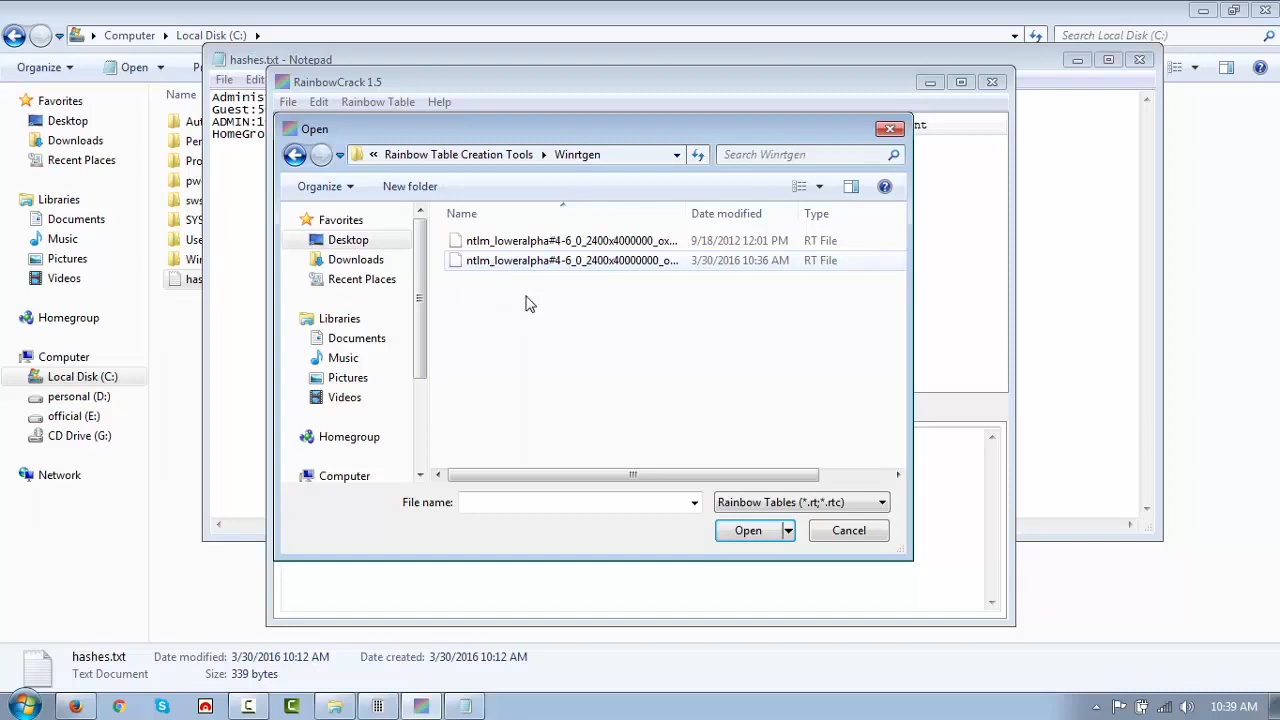 Computer
Local Disk (C:)
Search Local Disk (C:)
Organize
Open
Favorites
Desktop
Downloads
Recent Places
Libraries
Documents
Music
Pictures
Videos
Homegroup
Computer
Local Disk (C:)
personal (D:)
official (E:)
CD Drive (G:)
Network
Name
Aut
Per
Pro
pw
sws
SYS
Use
Wi
has
hashes.txt - Notepad
File Edi
Adminis
Guest:5
ADMIN:1
HomeGro
RainbowCrack 1.5
File Edit Rainbow Table Help
nt
Open
« Rainbow Table Creation Tools Winrtgen
Search Winrtgen
Organize New folder
Favorites
Desktop
Downloads
Recent Places
Libraries
Documents
Music
Pictures
Videos
Homegroup
Computer
Name Date modified Type
ntlm_loweralpha#4-6_0_2400x4000000_ox... 9/18/2012 12:01 PM RT File
ntlm_loweralpha#4-6_0_2400x40000000_o... 3/30/2016 10:36 AM RT File
File name:
Rainbow Tables (*.rt;*.rtc)
Open Cancel
hashes.txt Date modified: 3/30/2016 10:12 AM Date created: 3/30/2016 10:12 AM
Text Document Size: 339 bytes
10:39 AM